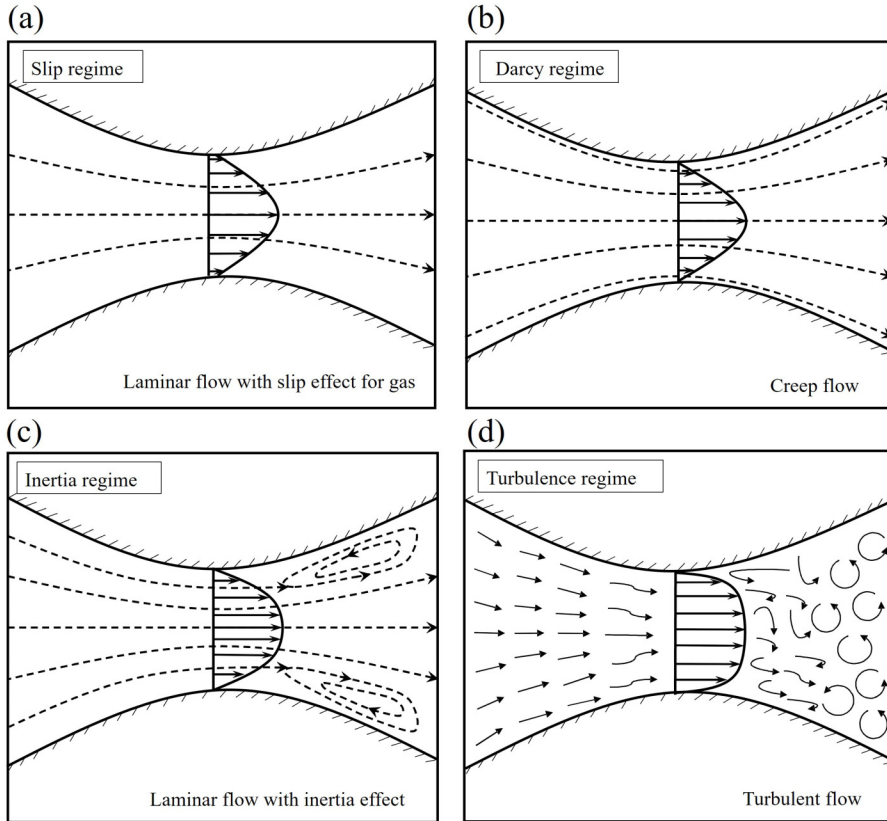 (a)
Slip regime
Laminar flow with slip effect for gas
(b)
Darcy regime
Creep flow
(c)
Inertia regime
Laminar flow with inertia effect
(d)
Turbulence regime
Turbulent flow